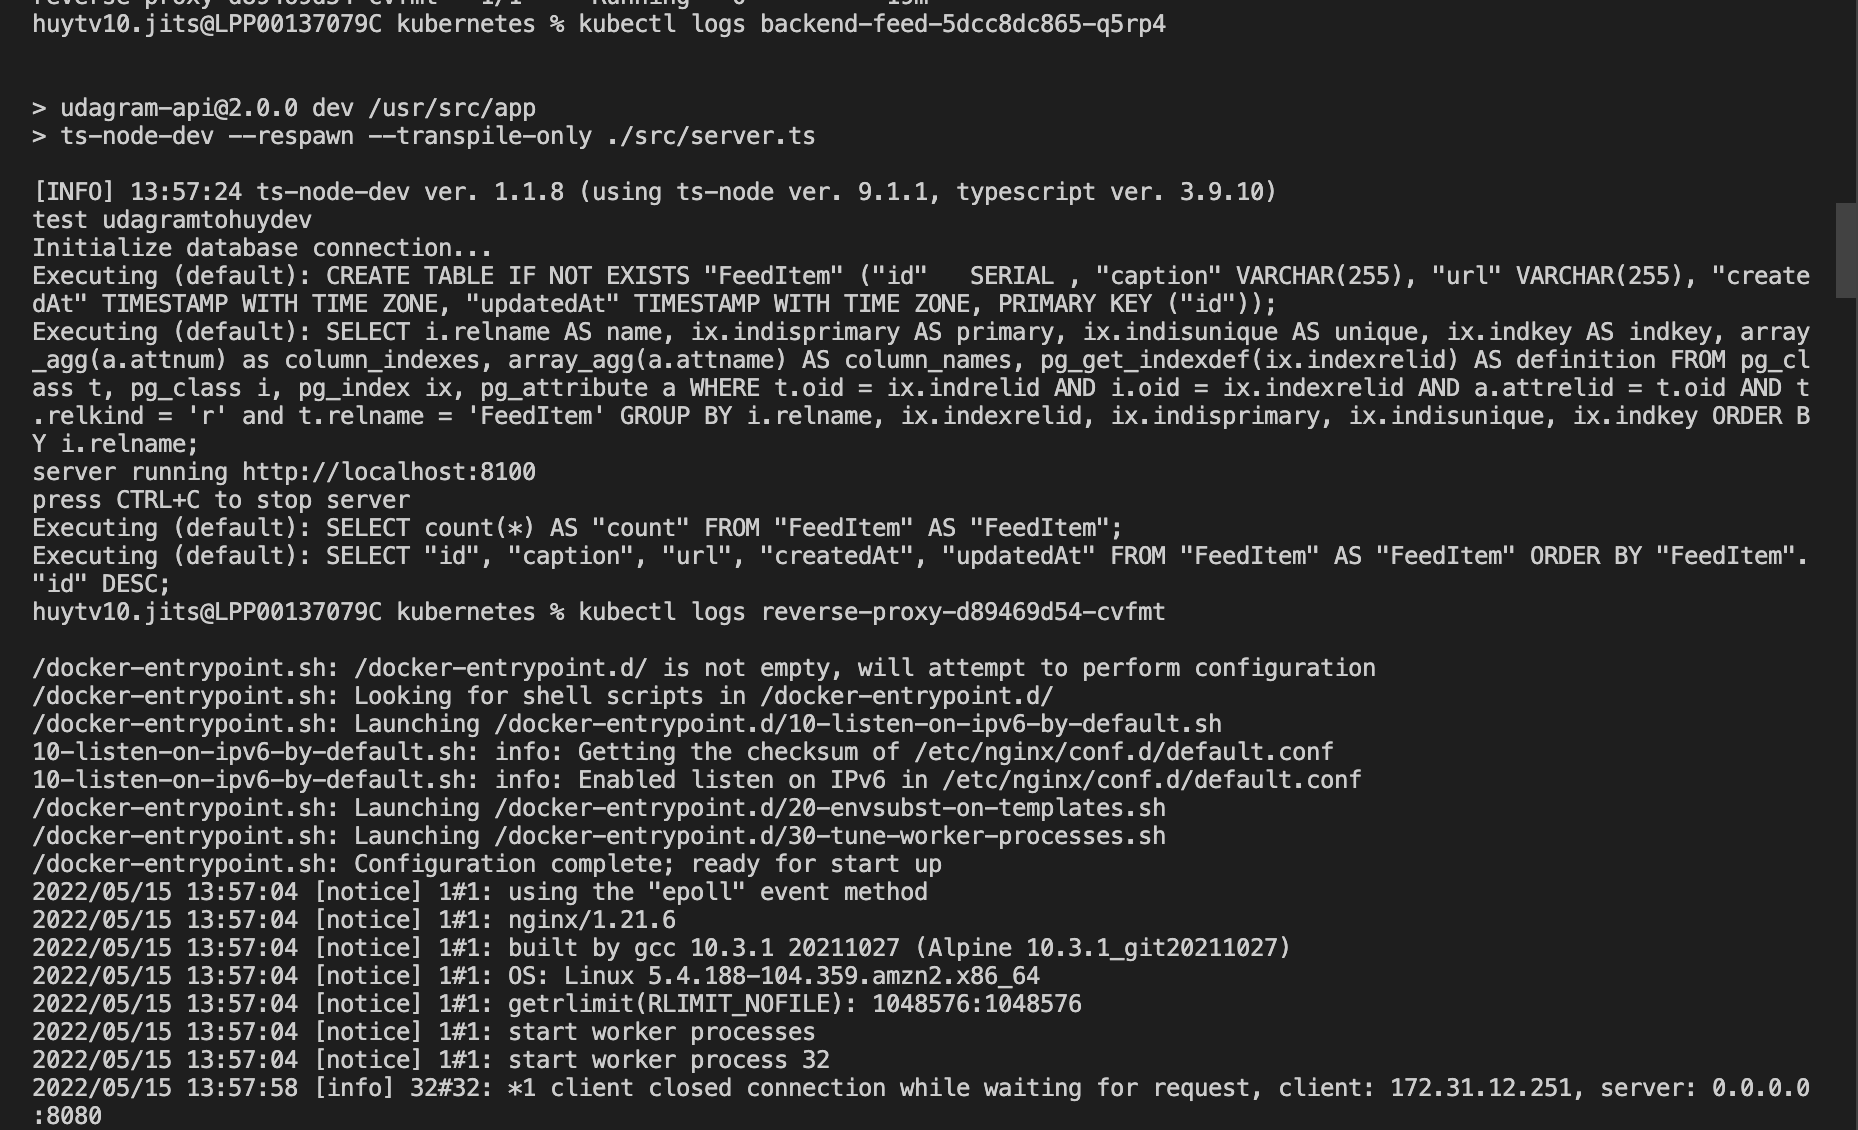 reverse-proxy-d89469d54-cvfmt   1/1     Running   0          19m
huytv10.jits@LPP00137079C kubernetes % kubectl logs backend-feed-5dcc8dc865-q5rp4
> udagram-api@2.0.0 dev /usr/src/app
> ts-node-dev --respawn --transpile-only ./src/server.ts
[INFO] 13:57:24 ts-node-dev ver. 1.1.8 (using ts-node ver. 9.1.1, typescript ver. 3.9.10)
test udagramtohuydev
Initialize database connection...
Executing (default): CREATE TABLE IF NOT EXISTS "FeedItem" ("id"   SERIAL , "caption" VARCHAR(255), "url" VARCHAR(255), "create
dAt" TIMESTAMP WITH TIME ZONE, "updatedAt" TIMESTAMP WITH TIME ZONE, PRIMARY KEY ("id"));
Executing (default): SELECT i.relname AS name, ix.indisprimary AS primary, ix.indisunique AS unique, ix.indkey AS indkey, array
_agg(a.attnum) as column_indexes, array_agg(a.attname) AS column_names, pg_get_indexdef(ix.indexrelid) AS definition FROM pg_cl
ass t, pg_class i, pg_index ix, pg_attribute a WHERE t.oid = ix.indrelid AND i.oid = ix.indexrelid AND a.attrelid = t.oid AND t
.relkind = 'r' and t.relname = 'FeedItem' GROUP BY i.relname, ix.indexrelid, ix.indisprimary, ix.indisunique, ix.indkey ORDER B
Y i.relname;
server running http://localhost:8100
press CTRL+C to stop server
Executing (default): SELECT count(*) AS "count" FROM "FeedItem" AS "FeedItem";
Executing (default): SELECT "id", "caption", "url", "createdAt", "updatedAt" FROM "FeedItem" AS "FeedItem" ORDER BY "FeedItem".
"id" DESC;
huytv10.jits@LPP00137079C kubernetes % kubectl logs reverse-proxy-d89469d54-cvfmt
/docker-entrypoint.sh: /docker-entrypoint.d/ is not empty, will attempt to perform configuration
/docker-entrypoint.sh: Looking for shell scripts in /docker-entrypoint.d/
/docker-entrypoint.sh: Launching /docker-entrypoint.d/10-listen-on-ipv6-by-default.sh
10-listen-on-ipv6-by-default.sh: info: Getting the checksum of /etc/nginx/conf.d/default.conf
10-listen-on-ipv6-by-default.sh: info: Enabled listen on IPv6 in /etc/nginx/conf.d/default.conf
/docker-entrypoint.sh: Launching /docker-entrypoint.d/20-envsubst-on-templates.sh
/docker-entrypoint.sh: Launching /docker-entrypoint.d/30-tune-worker-processes.sh
/docker-entrypoint.sh: Configuration complete; ready for start up
2022/05/15 13:57:04 [notice] 1#1: using the "epoll" event method
2022/05/15 13:57:04 [notice] 1#1: nginx/1.21.6
2022/05/15 13:57:04 [notice] 1#1: built by gcc 10.3.1 20211027 (Alpine 10.3.1_git20211027)
2022/05/15 13:57:04 [notice] 1#1: OS: Linux 5.4.188-104.359.amzn2.x86_64
2022/05/15 13:57:04 [notice] 1#1: getrlimit(RLIMIT_NOFILE): 1048576:1048576
2022/05/15 13:57:04 [notice] 1#1: start worker processes
2022/05/15 13:57:04 [notice] 1#1: start worker process 32
2022/05/15 13:57:58 [info] 32#32: *1 client closed connection while waiting for request, client: 172.31.12.251, server: 0.0.0.0
:8080